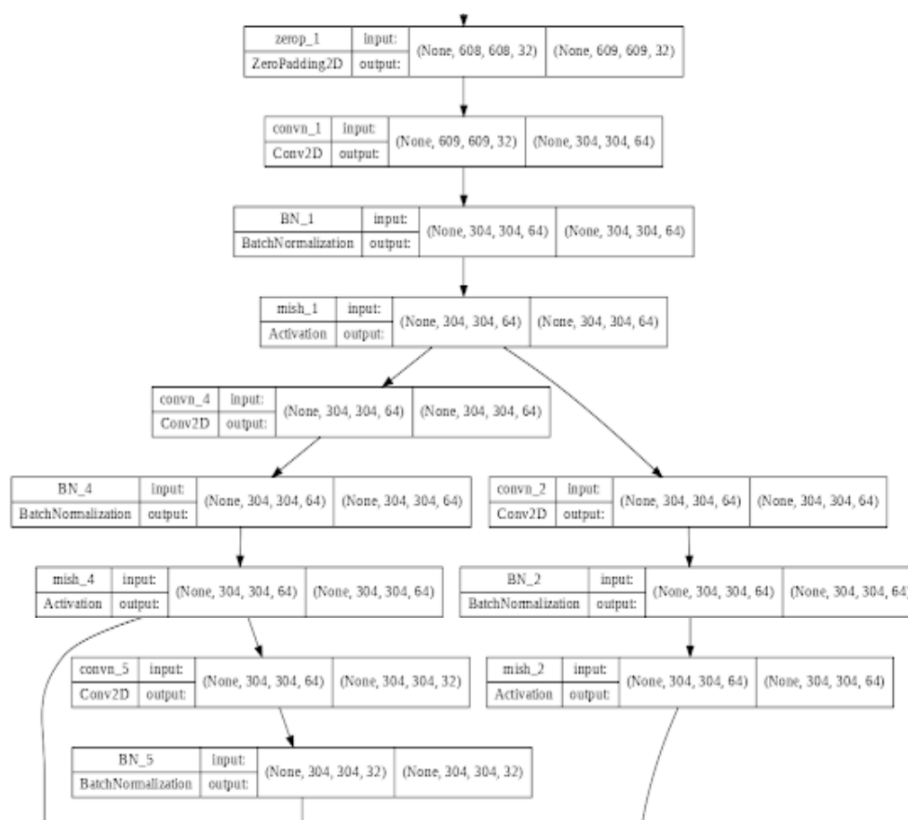 zerop_1 input: (None, 608, 608, 32) (None, 609, 609, 32)
ZeroPadding2D output:
convn_1 input: (None, 609, 609, 32) (None, 304, 304, 64)
Conv2D output:
BN_1 input: (None, 304, 304, 64) (None, 304, 304, 64)
BatchNormalization output:
mish_1 input: (None, 304, 304, 64) (None, 304, 304, 64)
Activation output:
convn_4 input: (None, 304, 304, 64) (None, 304, 304, 64)
Conv2D output:
BN_4 input: (None, 304, 304, 64) (None, 304, 304, 64)
BatchNormalization output:
convn_2 input: (None, 304, 304, 64) (None, 304, 304, 64)
Conv2D output:
mish_4 input: (None, 304, 304, 64) (None, 304, 304, 64)
Activation output:
BN_2 input: (None, 304, 304, 64) (None, 304, 304, 64
BatchNormalization output:
convn_5 input: (None, 304, 304, 64) (None, 304, 304, 32)
Conv2D output:
mish_2 input: (None, 304, 304, 64) (None, 304, 304, 64)
Activation output:
BN_5 input: (None, 304, 304, 32) (None, 304, 304, 32)
BatchNormalization output: